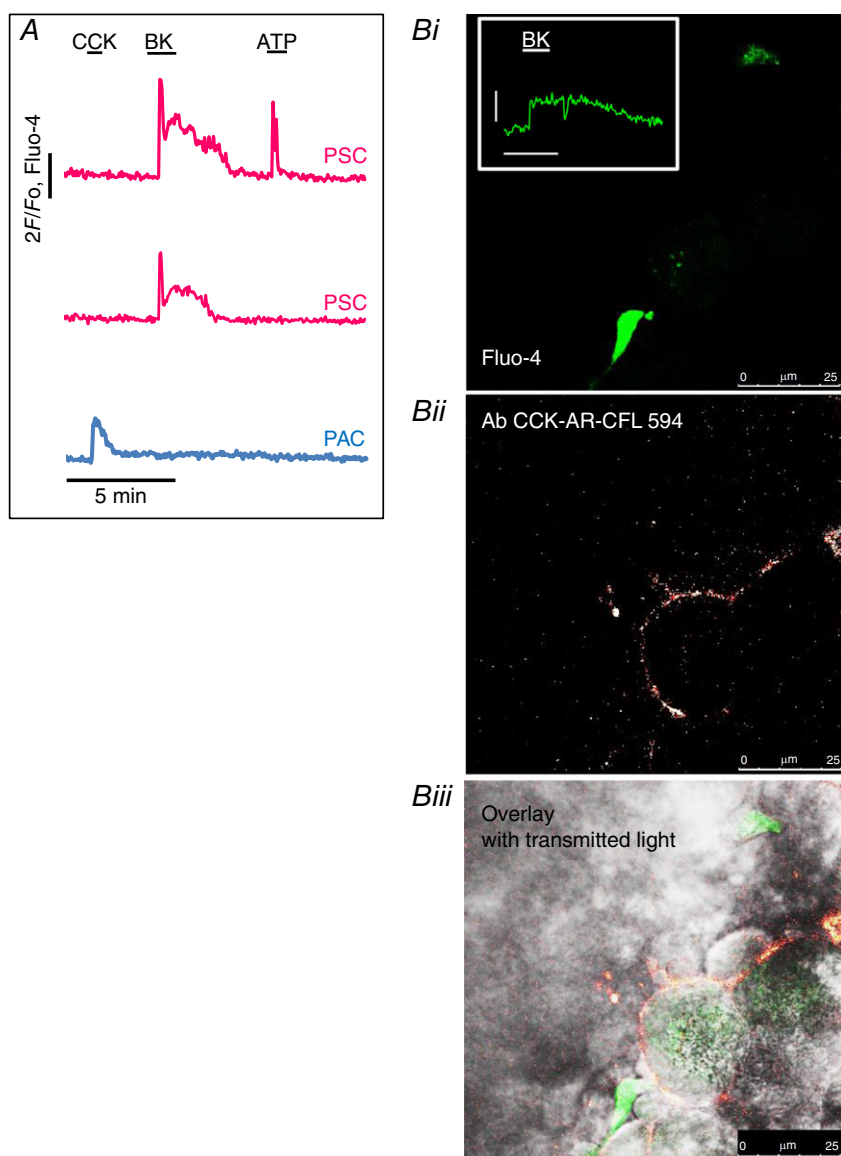 A
CCK BK ATP
2F/Fo, Fluo-4
PSC
PSC
PAC
5 min
Bi
BK
Fluo-4
0 μm 25
Bii
Ab CCK-AR-CFL 594
0 μm 25
Biii
Overlay
with transmitted light
0 μm 25